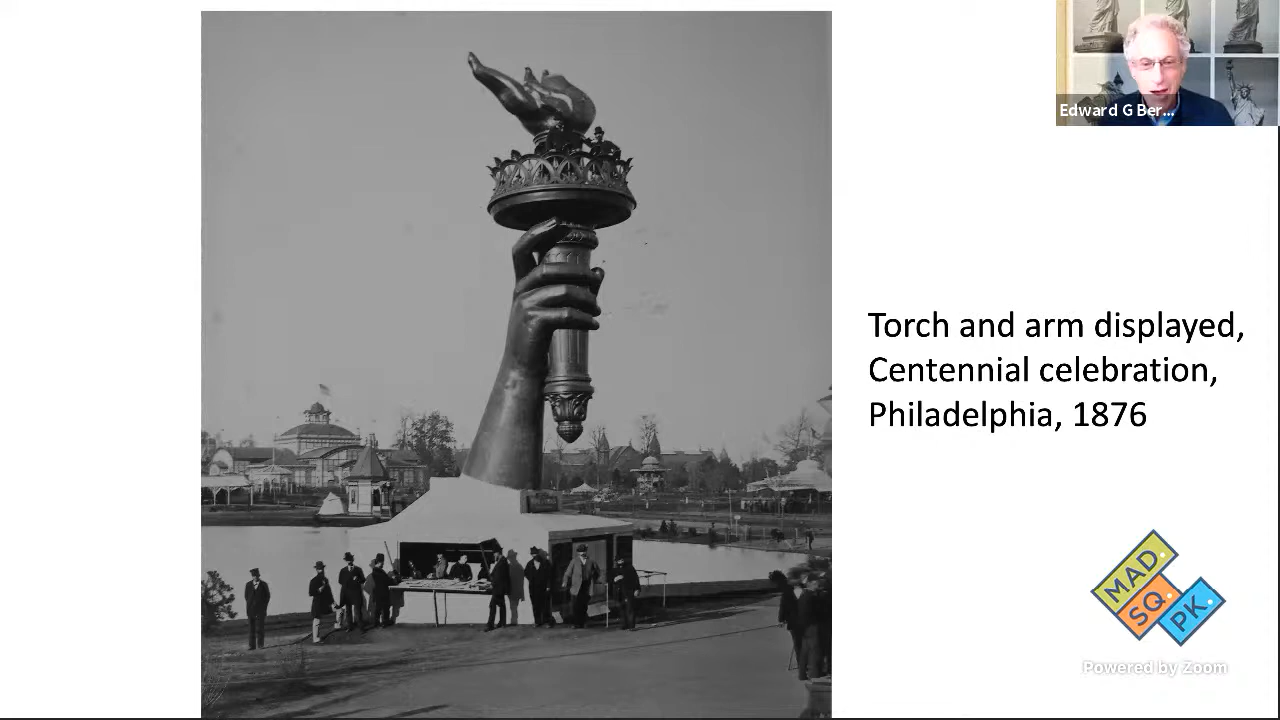 Edward G Ber...
Torch and arm displayed,
Centennial celebration,
Philadelphia, 1876
MAD.
SQ.
PK.
Powered by Zoom